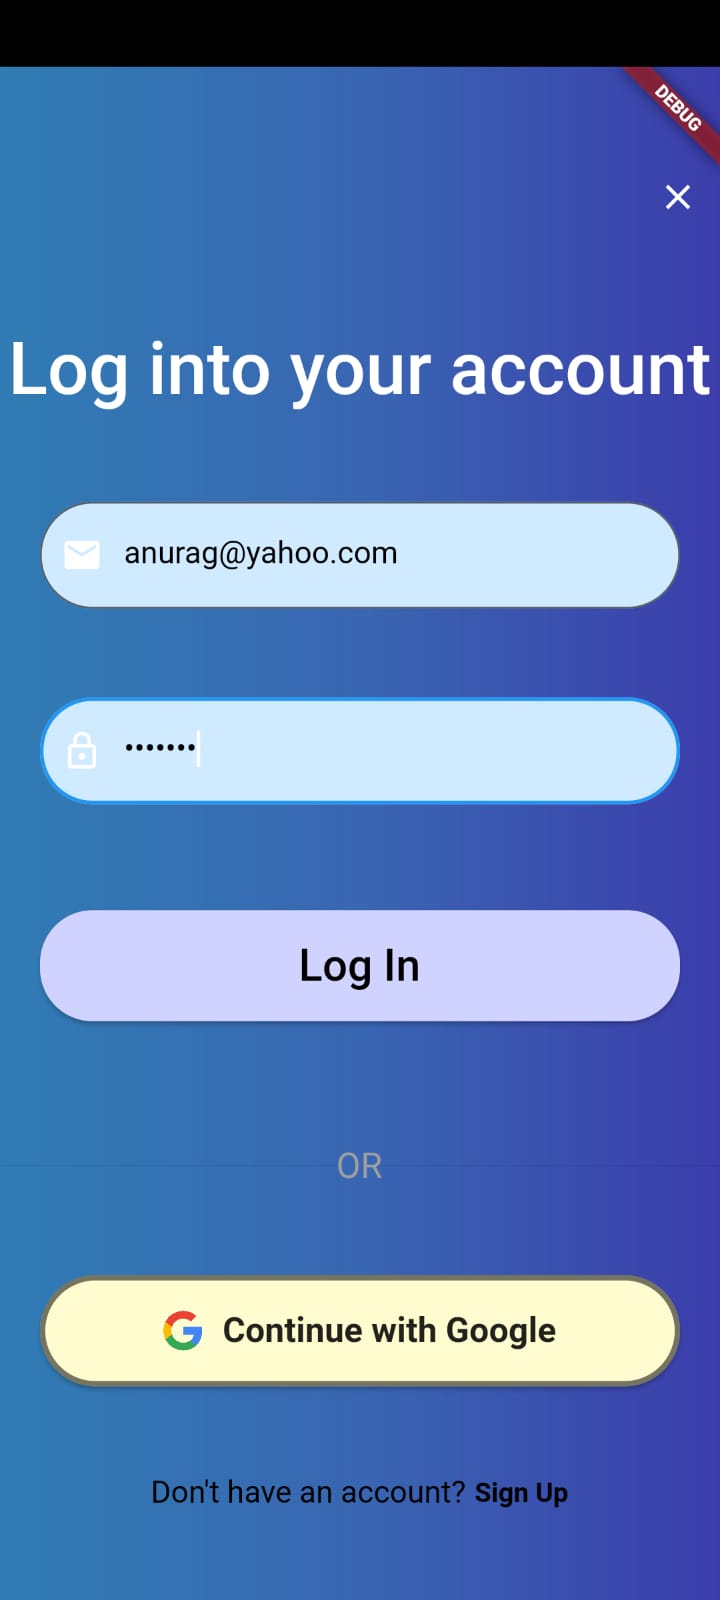 DEBUG
Log into your account
anurag@yahoo.com
•••••••
Log In
OR
Continue with Google
Don't have an account? Sign Up